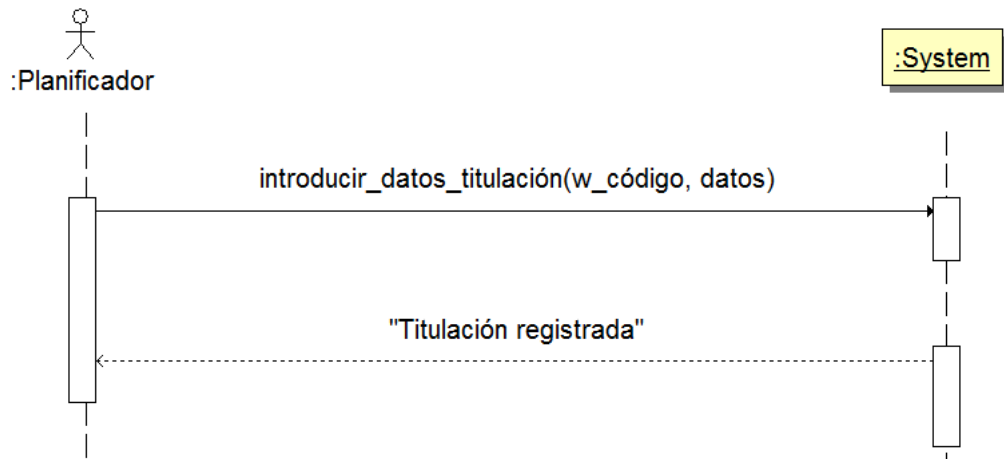 :Planificador
:System
introducir_datos_titulación(w_código, datos)
"Titulación registrada"